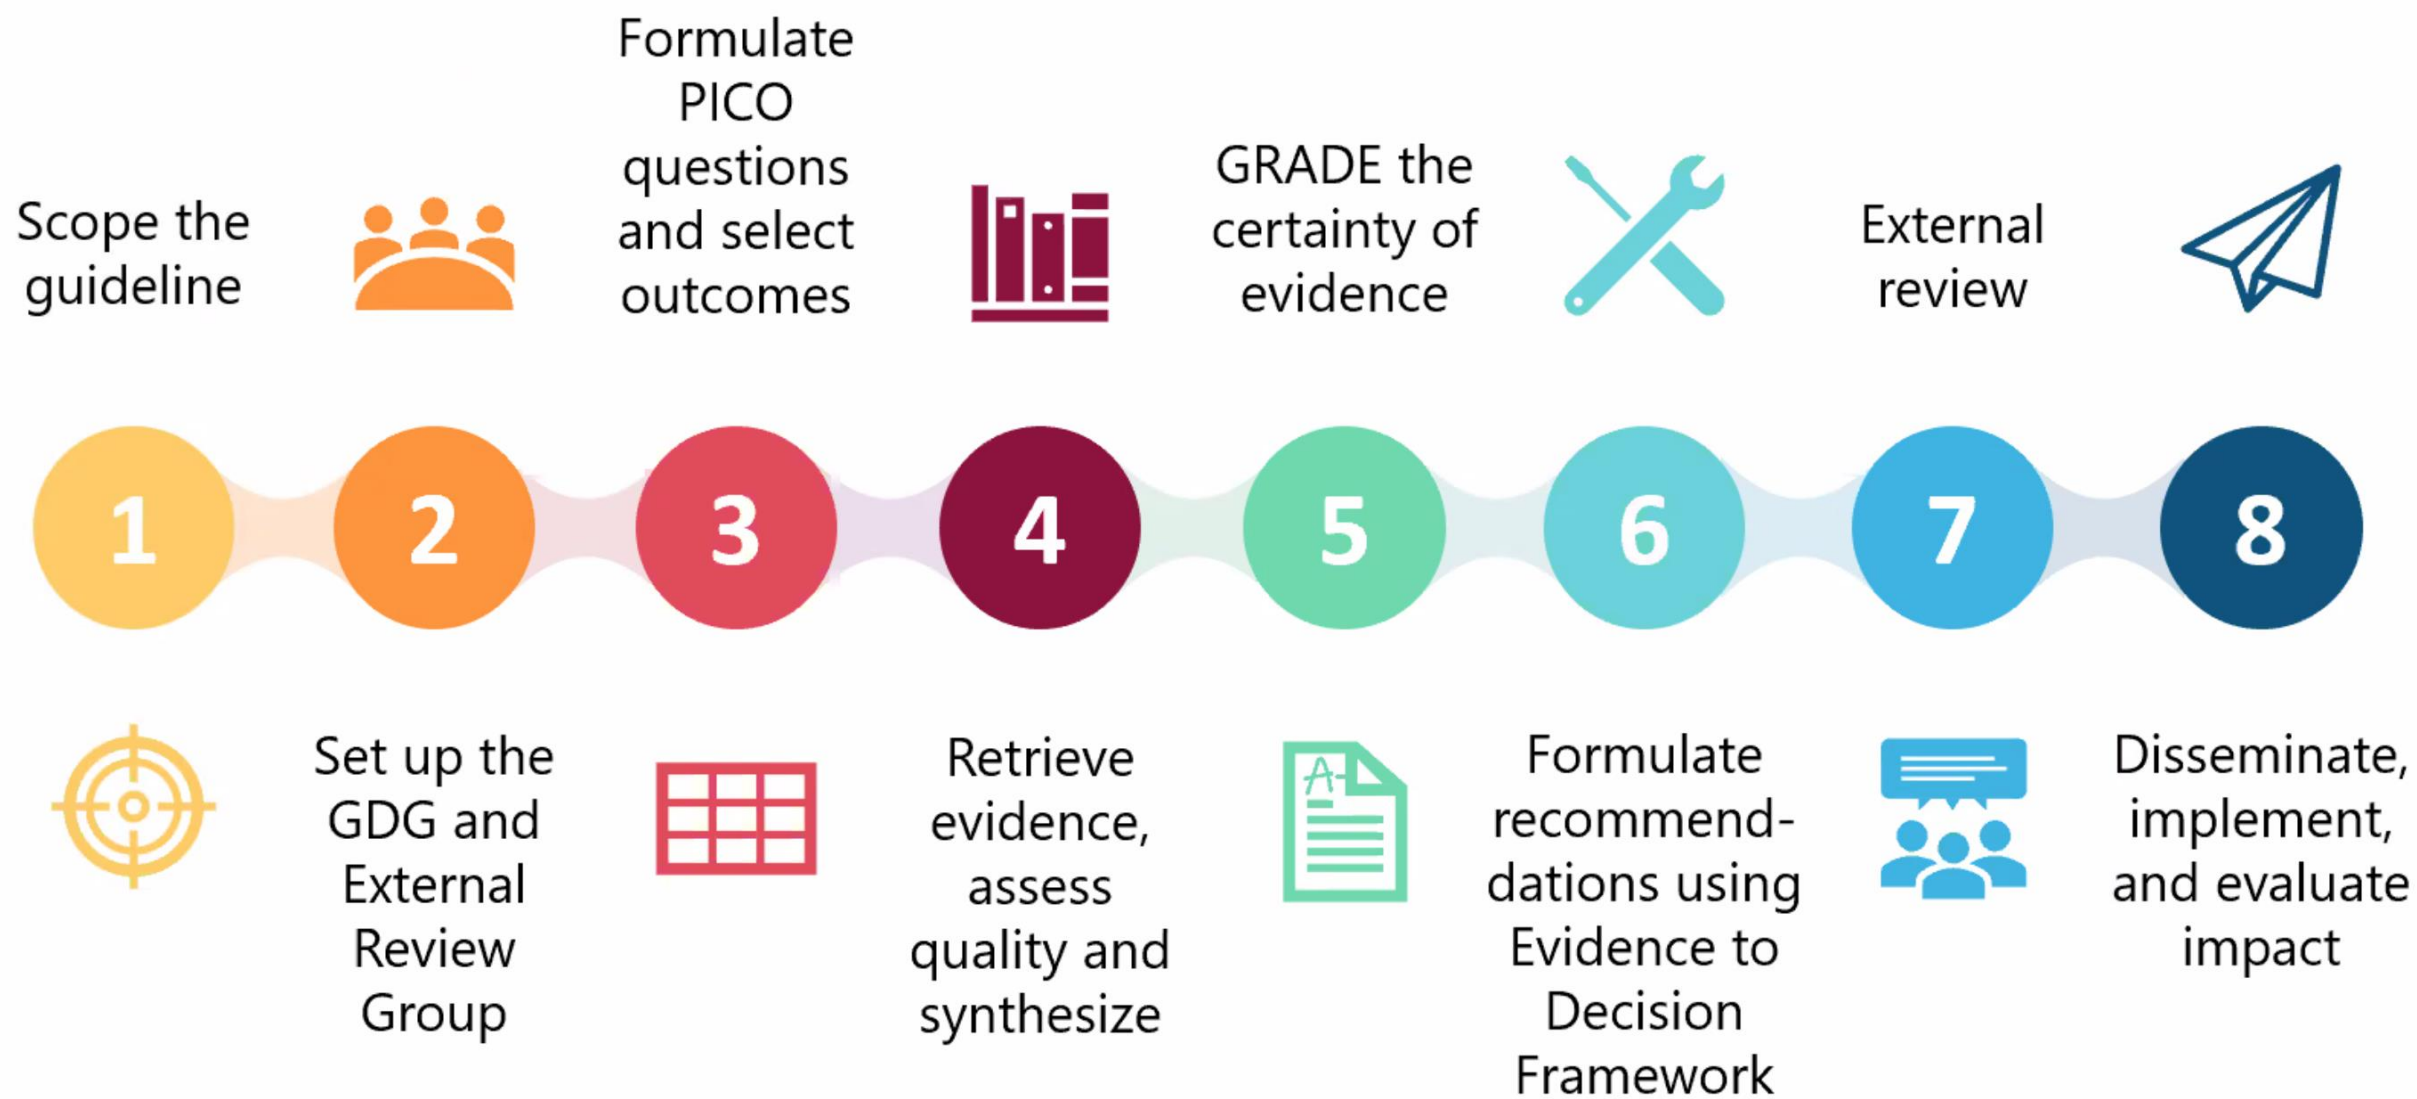 Scope the
guideline
1
2
Set up the
GDG and
External
Review
Group
Formulate
PICO
questions
and select
outcomes
3
4
Retrieve
evidence,
assess
quality and
synthesize
GRADE the
certainty of
evidence
5
A-
6
Formulate
recommend-
dations using
Evidence to
Decision
Framework
External
review
7
8
Disseminate,
implement,
and evaluate
impact